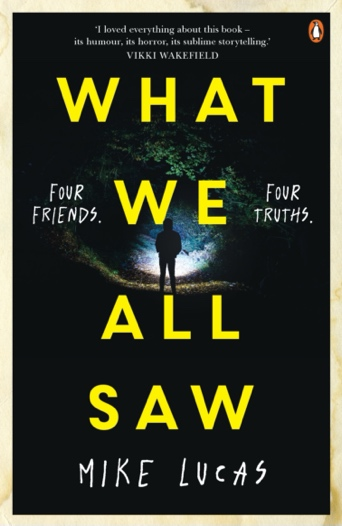 'I loved everything about this book –
its humour, its horror, its sublime storytelling.'
VIKKI WAKEFIELD
WHAT
FOUR
FRIENDS.
WE
FOUR
TRUTHS.
ALL
SAW
MIKE LUCAS